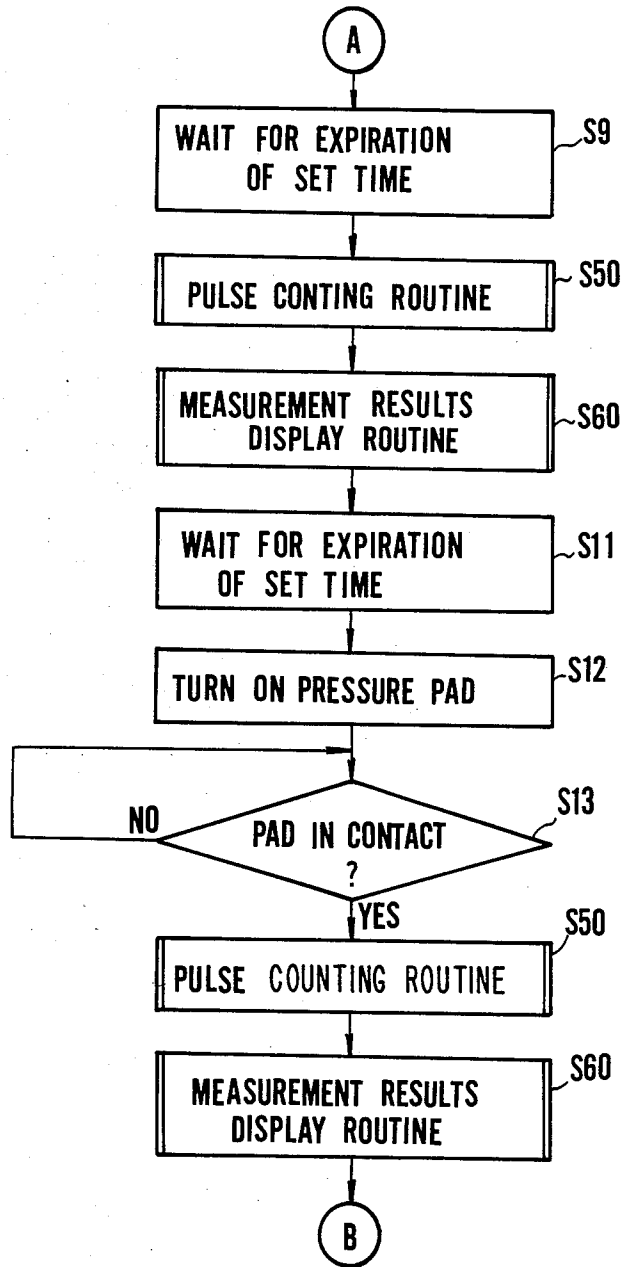 A
WAIT FOR EXPIRATION
OF SET TIME
S9
PULSE CONTING ROUTINE
S50
MEASUREMENT RESULTS
DISPLAY ROUTINE
S60
WAIT FOR EXPIRATION
OF SET TIME
S11
TURN ON PRESSURE PAD
S12
NO
PAD IN CONTACT
?
S13
YES
PULSE COUNTING ROUTINE
S50
MEASUREMENT RESULTS
DISPLAY ROUTINE
S60
B